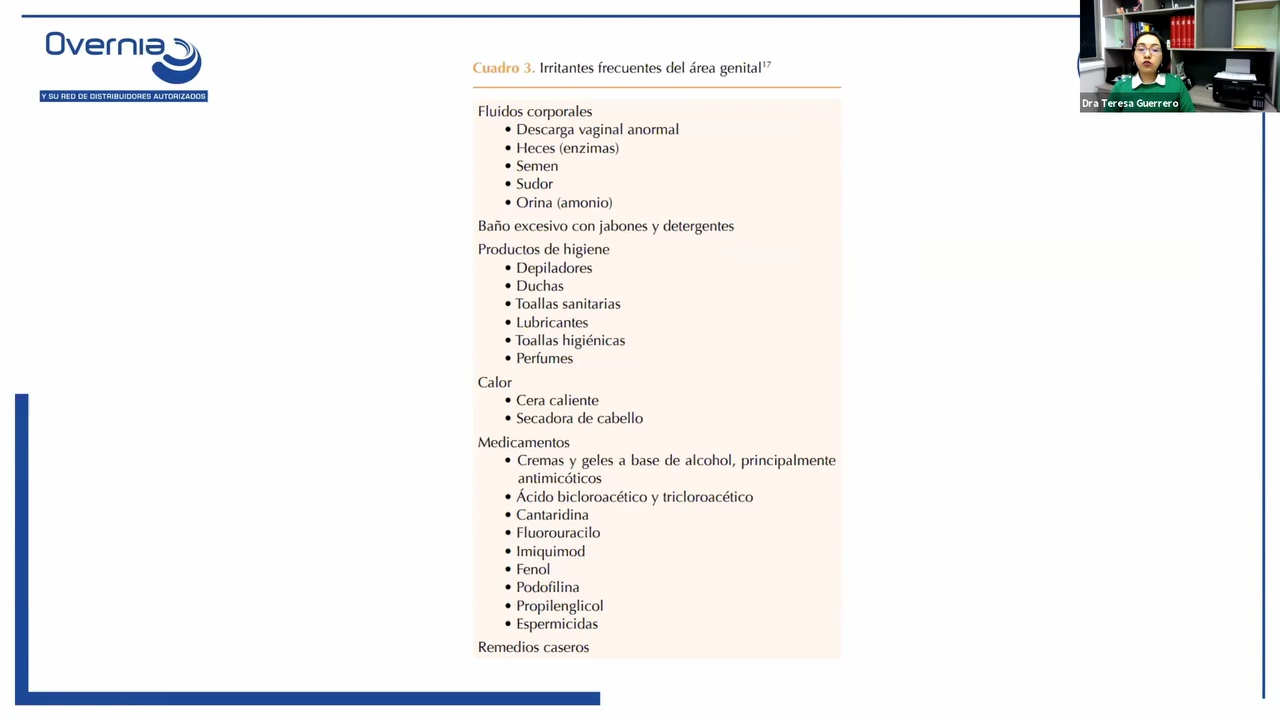 Overnia
Y SU RED DE DISTRIBUIDORES AUTORIZADOS
Dra Teresa Guerrero
Cuadro 3. Irritantes frecuentes del área genital17
Fluidos corporales
• Descarga vaginal anormal
• Heces (enzimas)
• Semen
• Sudor
• Orina (amonio)
Baño excesivo con jabones y detergentes
Productos de higiene
• Depiladores
• Duchas
• Toallas sanitarias
• Lubricantes
• Toallas higiénicas
• Perfumes
Calor
• Cera caliente
• Secadora de cabello
Medicamentos
• Cremas y geles a base de alcohol, principalmente
antimicóticos
• Ácido bicloroacético y tricloroacético
• Cantaridina
• Fluorouracilo
• Imiquimod
• Fenol
• Podofilina
• Propilenglicol
• Espermicidas
Remedios caseros